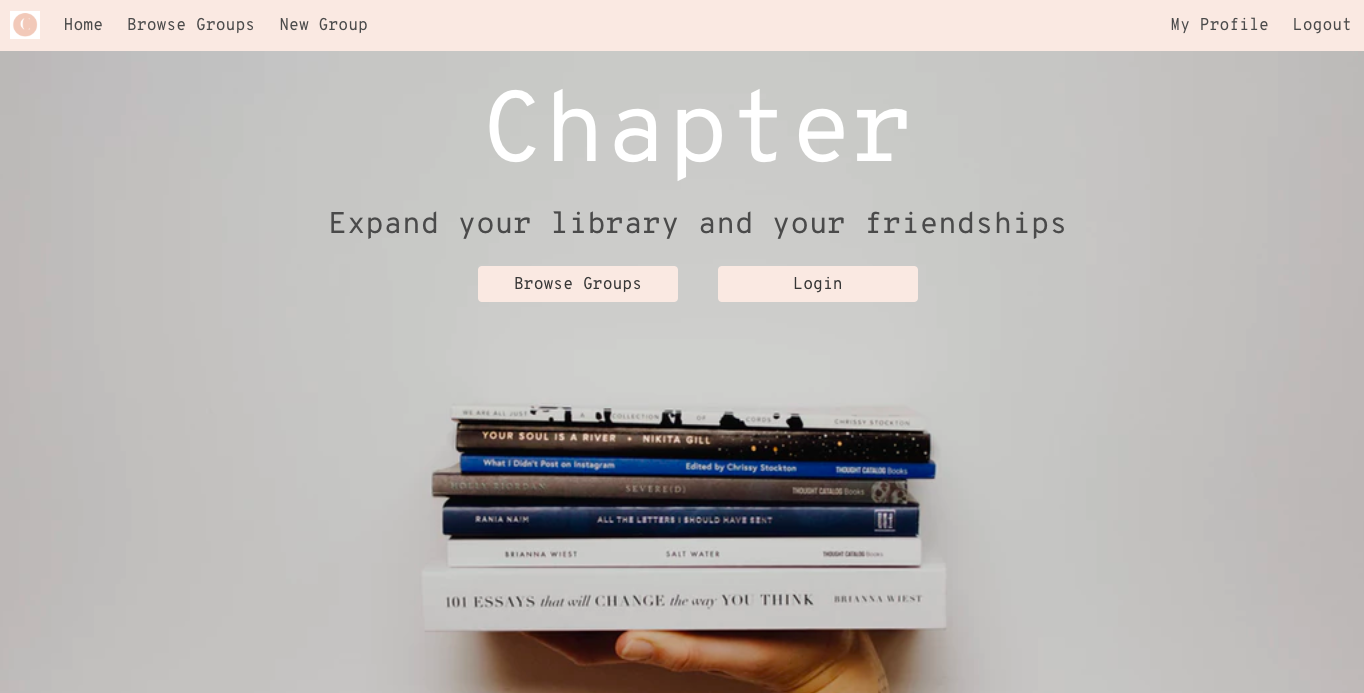 Home Browse Groups New Group My Profile Logout
Chapter
Expand your library and your friendships
Browse Groups Login
WE ARE ALL JUST A COLLECTION OF CORDS CHRISSY STOCKTON
YOUR SOUL IS A RIVER • NIKITA GILL
What I Didn't Post on Instagram Edited by Chrissy Stockton THOUGHT CATALOG Books
HOLLY RIORDAN SEVERE(D) THOUGHT CATALOG Books
RANIA NAIM ALL THE LETTERS I SHOULD HAVE SENT
BRIANNA WIEST SALT WATER THOUGHT CATALOG Books
101 ESSAYS that will CHANGE the way YOU THINK BRIANNA WIEST